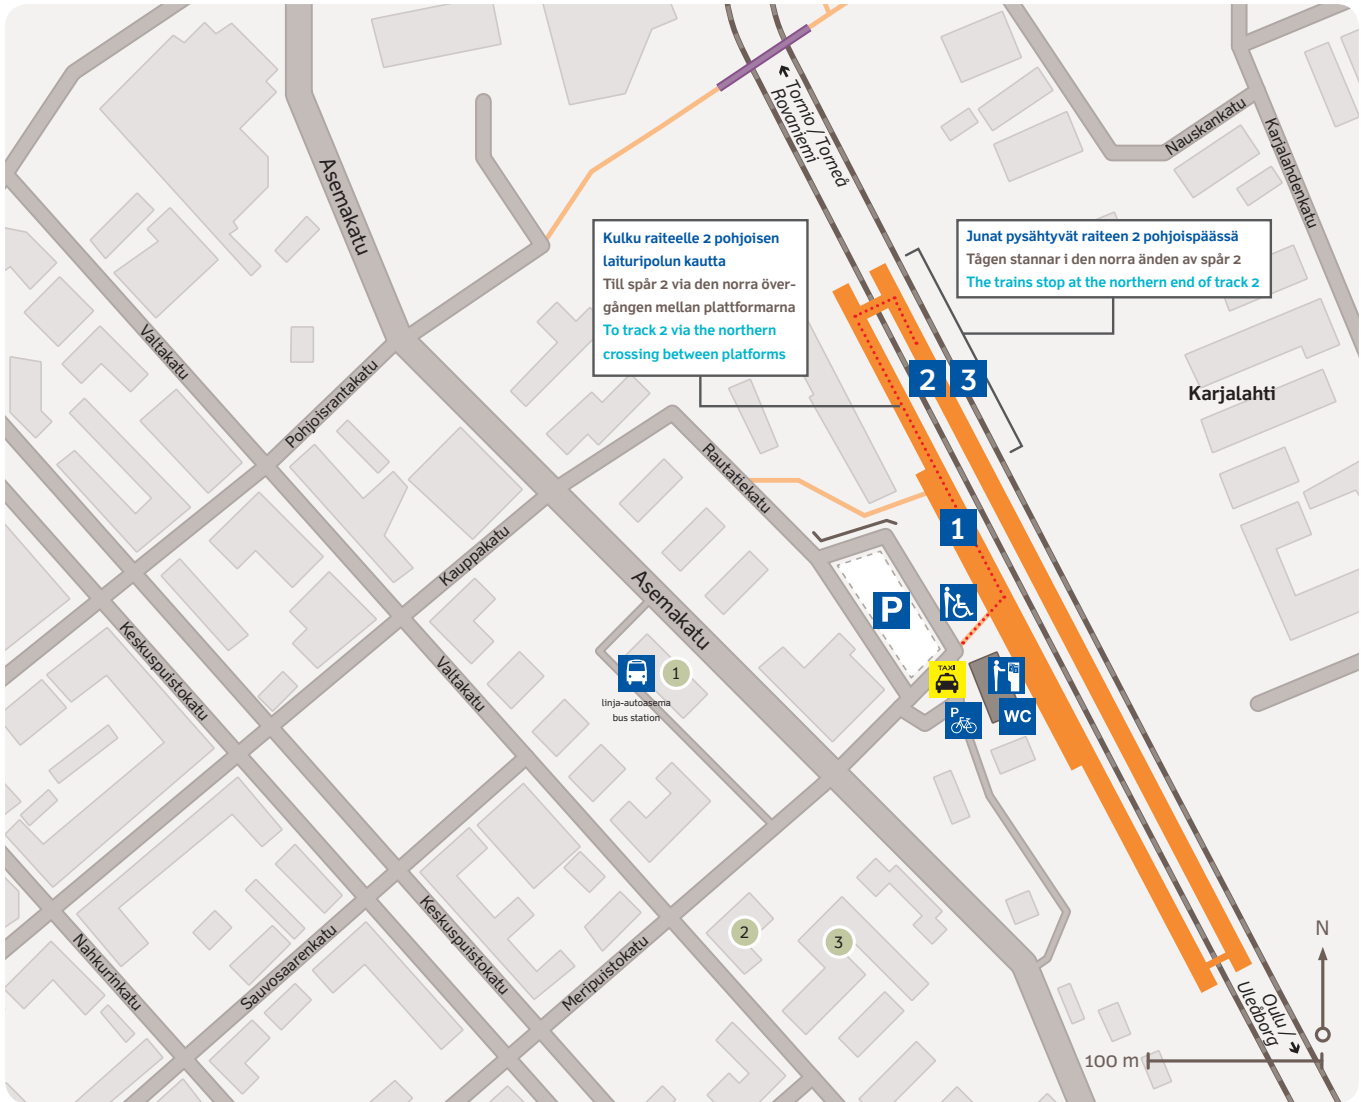 Tornio / Torneå
Rovaniemi
Nauskankatu
Karjalahdenkatu
Asemakatu
Kulku raiteelle 2 pohjoisen
laituripolun kautta
Till spår 2 via den norra över-
gången mellan plattformarna
To track 2 via the northern
crossing between platforms
Junat pysähtyvät raiteen 2 pohjoispäässä
Tågen stannar i den norra änden av spår 2
The trains stop at the northern end of track 2
Valtakatu
Pohjoisrantakatu
2
3
Karjalahti
Rautatiekatu
Kauppakatu
1
Asemakatu
P
Keskuspuistokatu
Valtakatu
1
linja-autoasema
bus station
TAXI
P
WC
Keskuspuistokatu
2
3
Nahkurinkatu
Sauvosaarenkatu
Meripuistokatu
N
Oulu /
Uleåborg
100 m